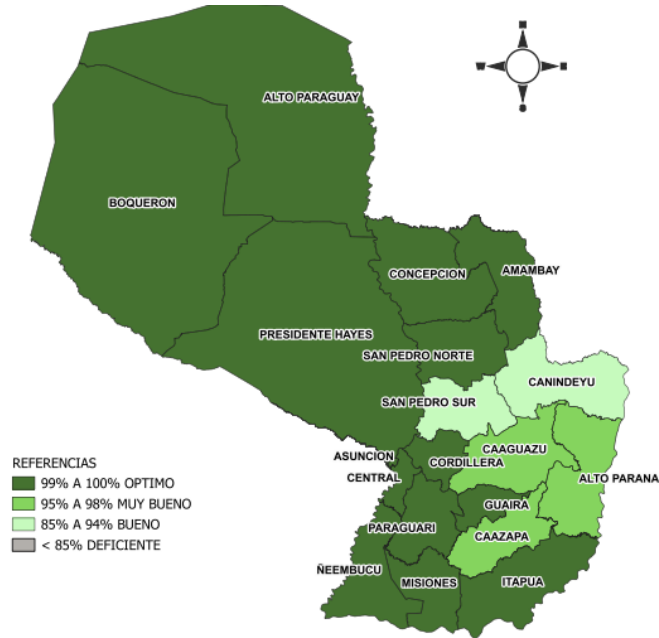 ALTO PARAGUAY
BOQUERON
CONCEPCION
AMAMBAY
PRESIDENTE HAYES
SAN PEDRO NORTE
CANINDEYU
SAN PEDRO SUR
CAAGUAZU
ASUNCION
CORDILLERA
CENTRAL
ALTO PARANA
GUAIRA
PARAGUARI
CAAZAPA
ÑEEMBUCU
MISIONES
ITAPUA
REFERENCIAS
99% A 100% OPTIMO
95% A 98% MUY BUENO
85% A 94% BUENO
< 85% DEFICIENTE